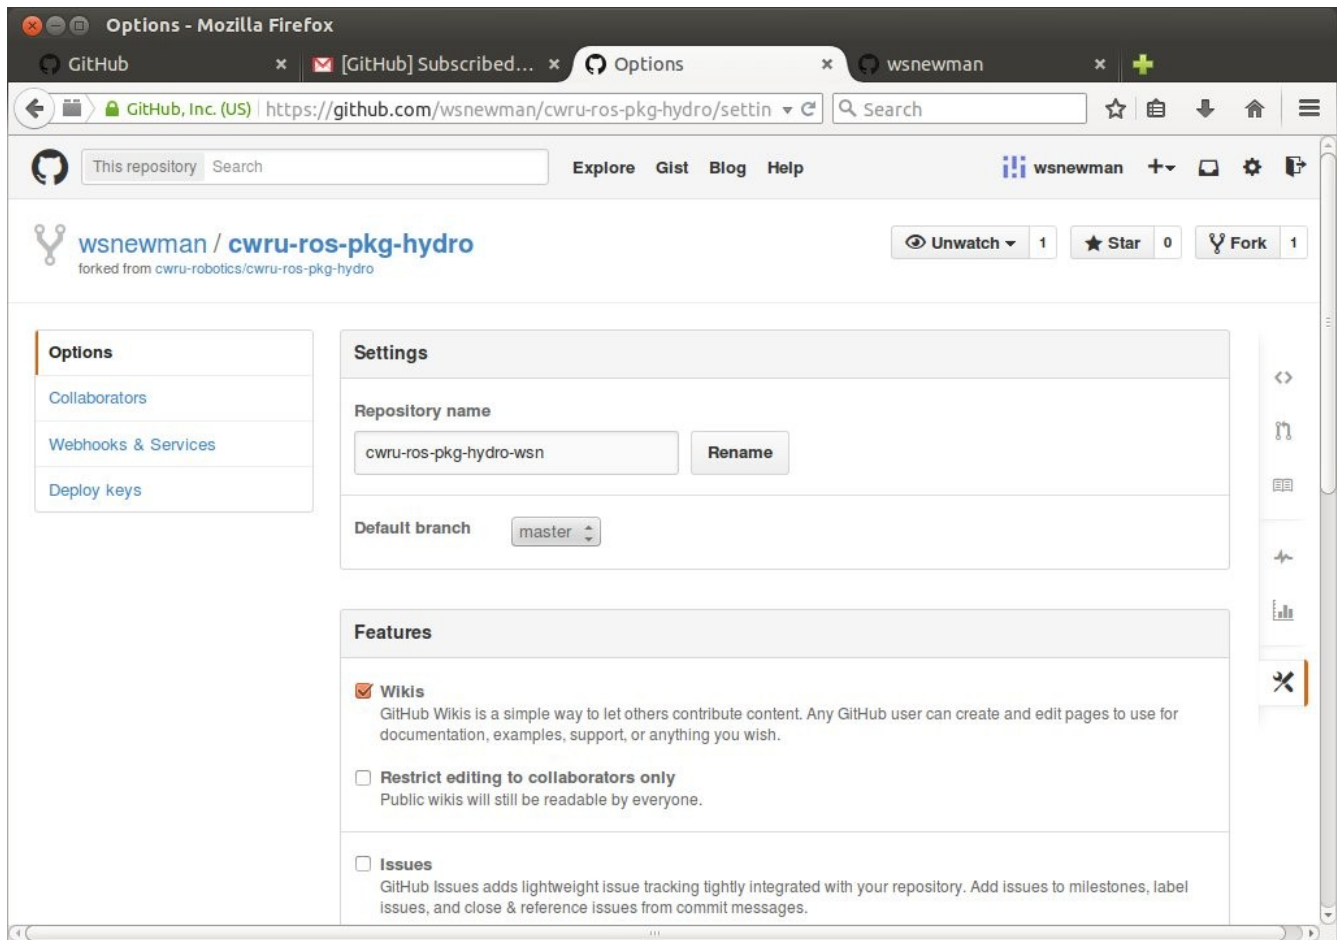 Options - Mozilla Firefox
GitHub
[GitHub] Subscribed...
Options
wsnewman
GitHub, Inc. (US)
https://github.com/wsnewman/cwru-ros-pkg-hydro/settin
Search
This repository Search
Explore Gist Blog Help
wsnewman
wsnewman / cwru-ros-pkg-hydro
forked from cwru-robotics/cwru-ros-pkg-hydro
Unwatch 1
Star 0
Fork 1
Options
Collaborators
Webhooks & Services
Deploy keys
Settings
Repository name
cwru-ros-pkg-hydro-wsn
Rename
Default branch
master
Features
Wikis
GitHub Wikis is a simple way to let others contribute content. Any GitHub user can create and edit pages to use for
documentation, examples, support, or anything you wish.
Restrict editing to collaborators only
Public wikis will still be readable by everyone.
Issues
GitHub Issues adds lightweight issue tracking tightly integrated with your repository. Add issues to milestones, label
issues, and close & reference issues from commit messages.